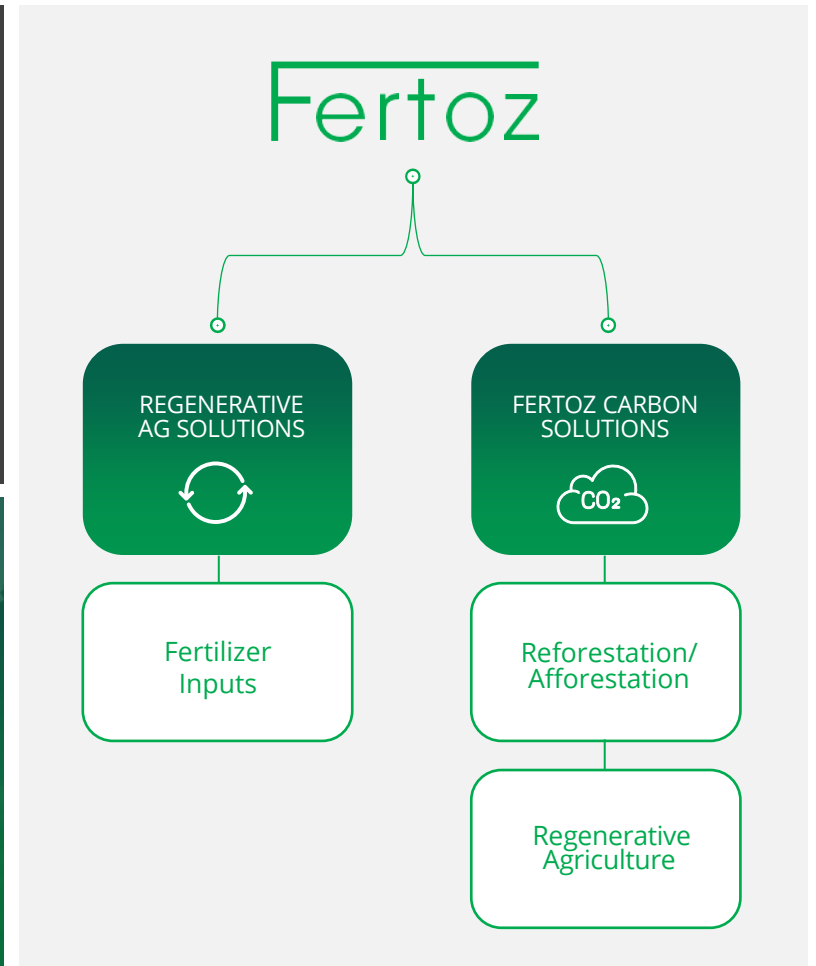 Fertoz
REGENERATIVE
AG SOLUTIONS
FERTOZ CARBON
SOLUTIONS
CO₂
Fertilizer
Inputs
Reforestation/
Afforestation
Regenerative
Agriculture